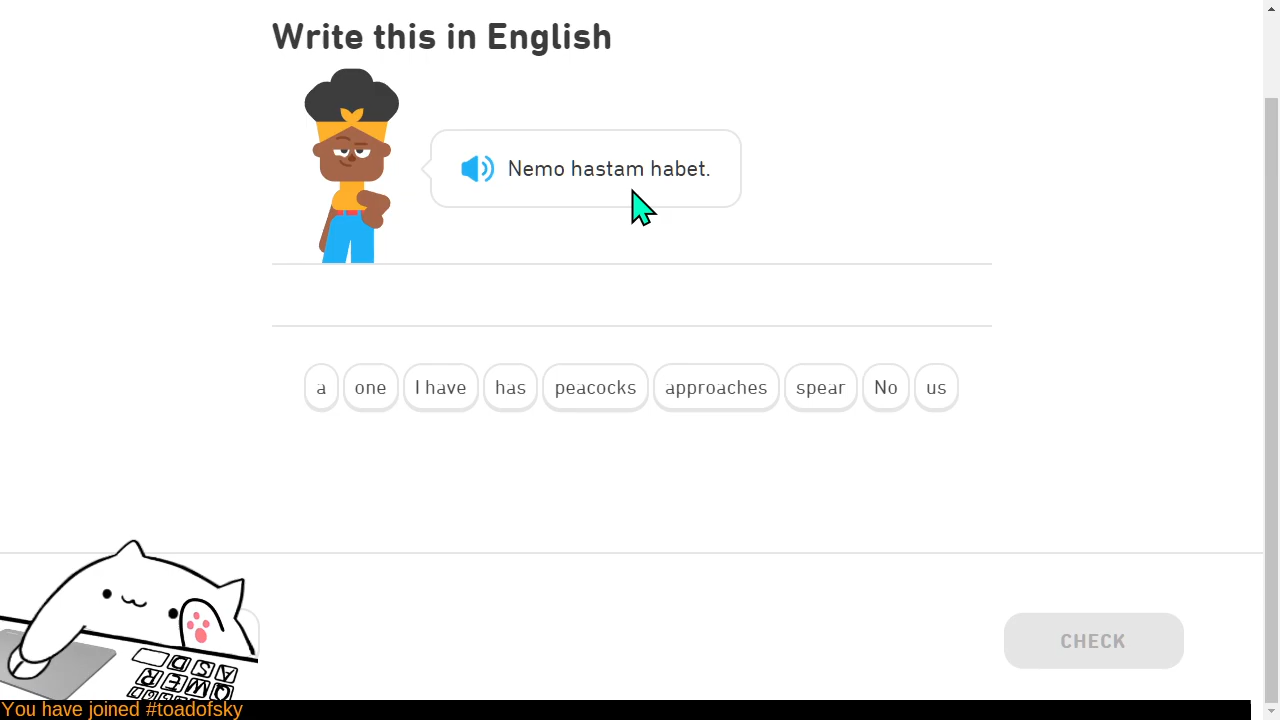 Write this in English
Nemo hastam habet.
a one I have has peacocks approaches spear No us
CHECK
D S A
R E W Q
You have joined #toadofsky